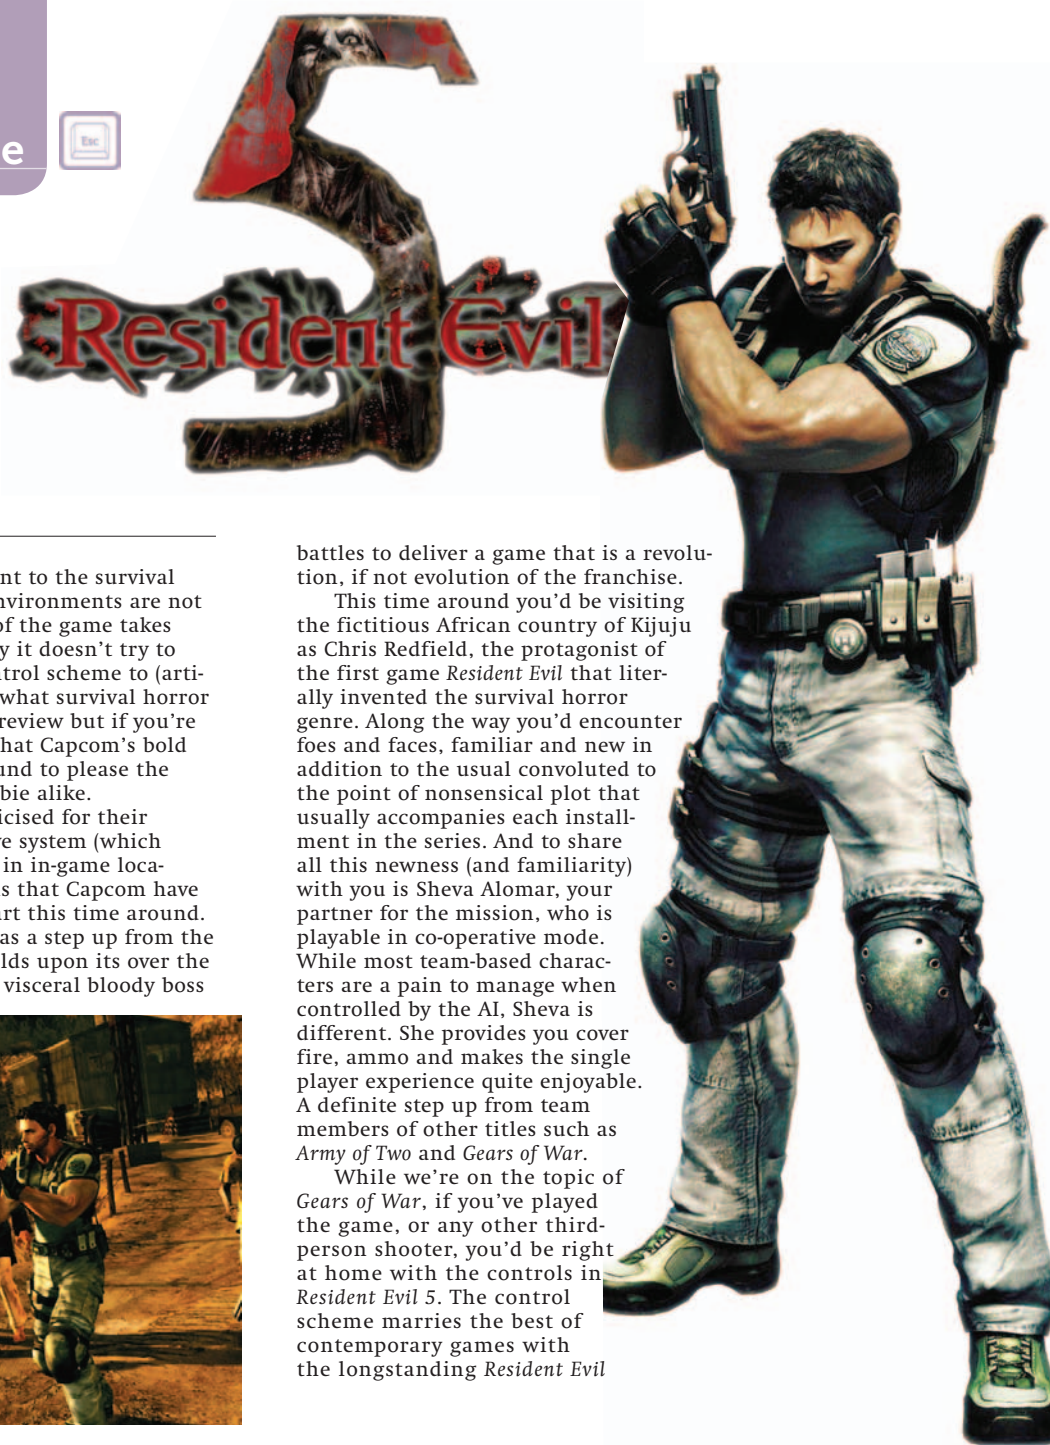 e
Esc
5
Resident Evil
nt to the survival
nvironments are not
of the game takes
y it doesn't try to
ntrol scheme to (arti-
what survival horror
review but if you're
hat Capcom's bold
und to please the
bie alike.
icised for their
ve system (which
in in-game loca-
s that Capcom have
art this time around.
as a step up from the
lds upon its over the
visceral bloody boss
battles to deliver a game that is a revolu-
tion, if not evolution of the franchise.
This time around you'd be visiting
the fictitious African country of Kijuju
as Chris Redfield, the protagonist of
the first game Resident Evil that liter-
ally invented the survival horror
genre. Along the way you'd encounter
foes and faces, familiar and new in
addition to the usual convoluted to
the point of nonsensical plot that
usually accompanies each install-
ment in the series. And to share
all this newness (and familiarity)
with you is Sheva Alomar, your
partner for the mission, who is
playable in co-operative mode.
While most team-based charac-
ters are a pain to manage when
controlled by the AI, Sheva is
different. She provides you cover
fire, ammo and makes the single
player experience quite enjoyable.
A definite step up from team
members of other titles such as
Army of Two and Gears of War.
While we're on the topic of
Gears of War, if you've played
the game, or any other third-
person shooter, you'd be right
at home with the controls in
Resident Evil 5. The control
scheme marries the best of
contemporary games with
the longstanding Resident Evil